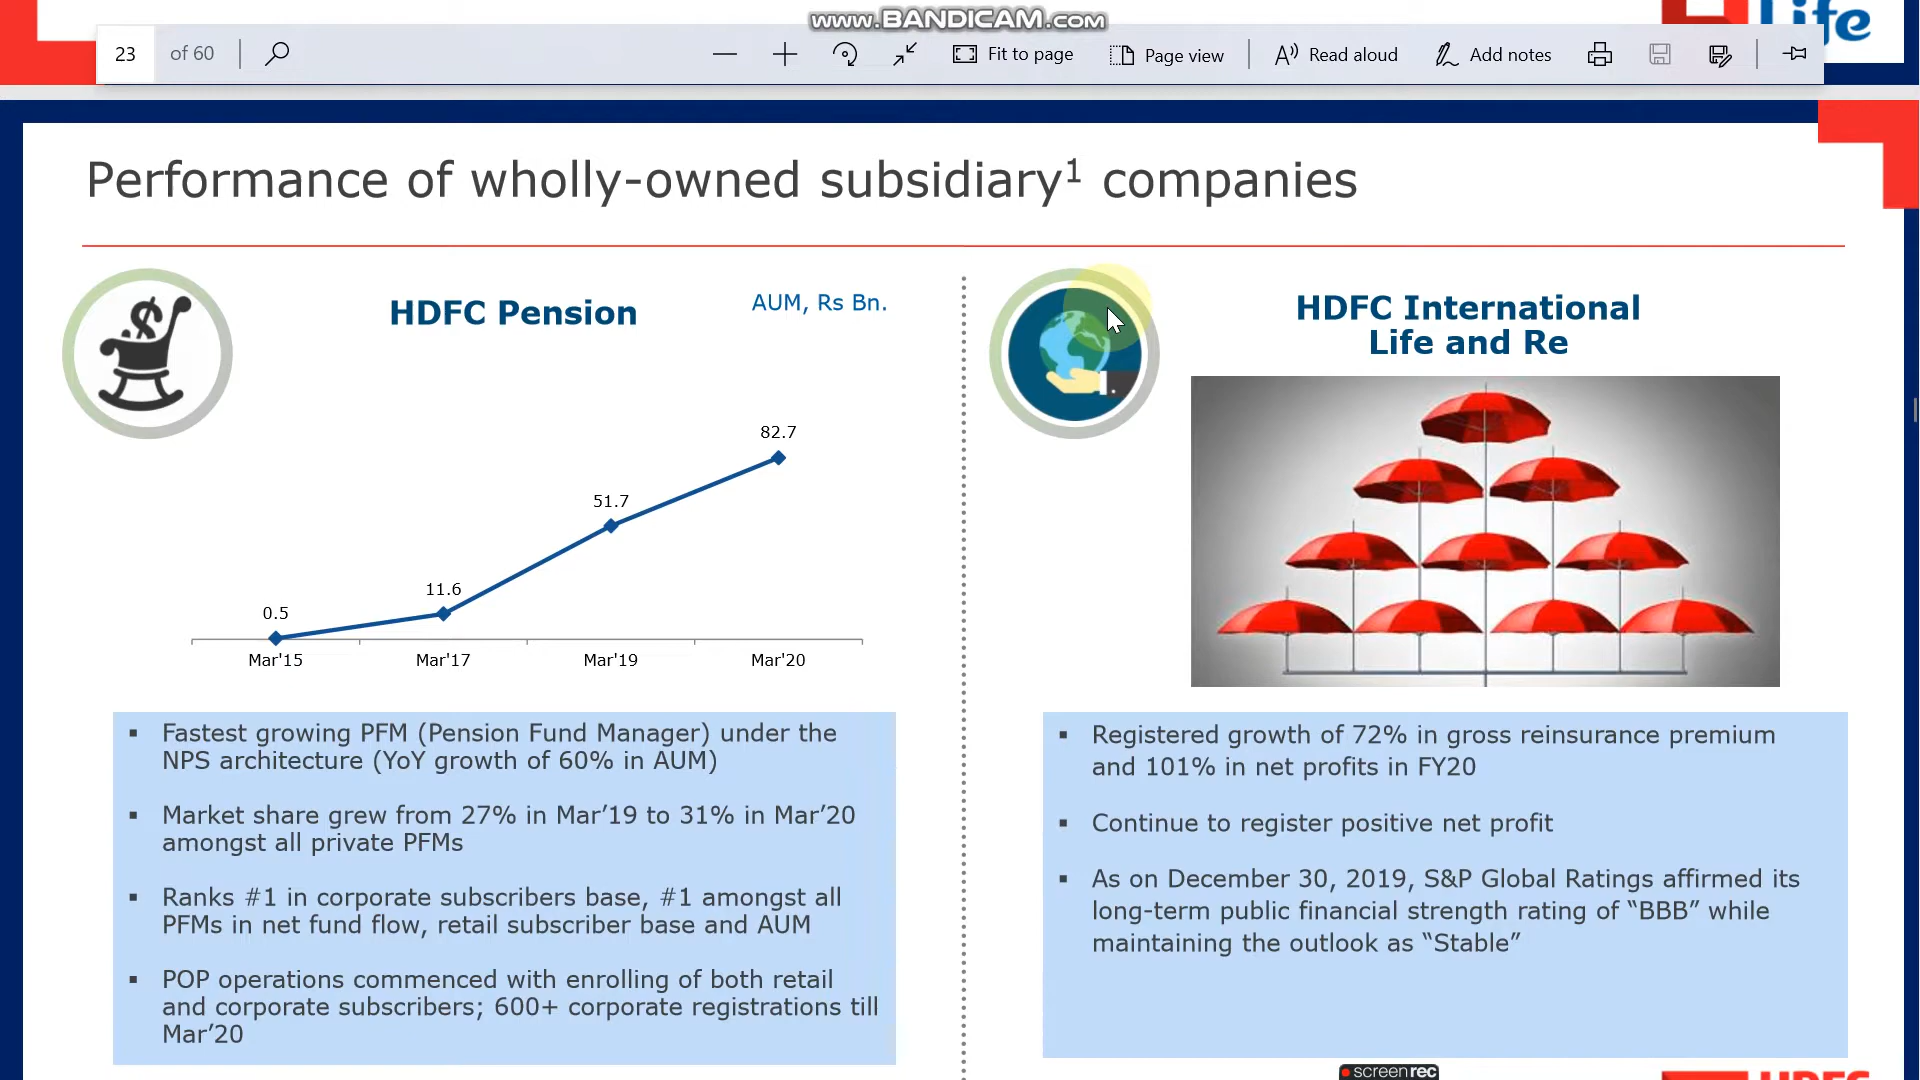 www.BANDICAM.com
Life
23 of 60 Fit to page Page view Read aloud Add notes
Performance of wholly-owned subsidiary1 companies
HDFC Pension
AUM, Rs Bn.
82.7
51.7
11.6
0.5
Mar'15 Mar'17 Mar'19 Mar'20
▪ Fastest growing PFM (Pension Fund Manager) under the
NPS architecture (YoY growth of 60% in AUM)
▪ Market share grew from 27% in Mar’19 to 31% in Mar’20
amongst all private PFMs
▪ Ranks #1 in corporate subscribers base, #1 amongst all
PFMs in net fund flow, retail subscriber base and AUM
▪ POP operations commenced with enrolling of both retail
and corporate subscribers; 600+ corporate registrations till
Mar’20
HDFC International
Life and Re
▪ Registered growth of 72% in gross reinsurance premium
and 101% in net profits in FY20
▪ Continue to register positive net profit
▪ As on December 30, 2019, S&P Global Ratings affirmed its
long-term public financial strength rating of “BBB” while
maintaining the outlook as “Stable”
screenrec